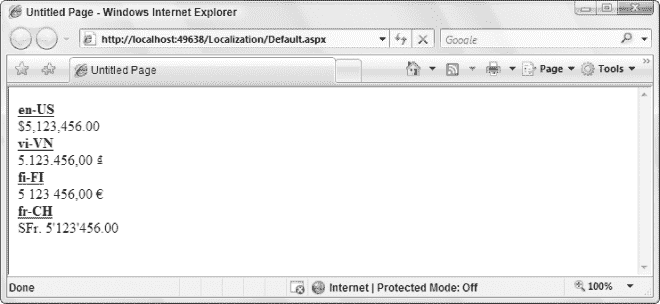 Untitled Page - Windows Internet Explorer
http://localhost:49638/Localization/Default.aspx
Google
Untitled Page
Page
Tools
en-US
$5,123,456.00
vi-VN
5.123.456,00 ₫
fi-FI
5 123 456,00 €
fr-CH
SFr. 5'123'456.00
Done
Internet | Protected Mode: Off
100%